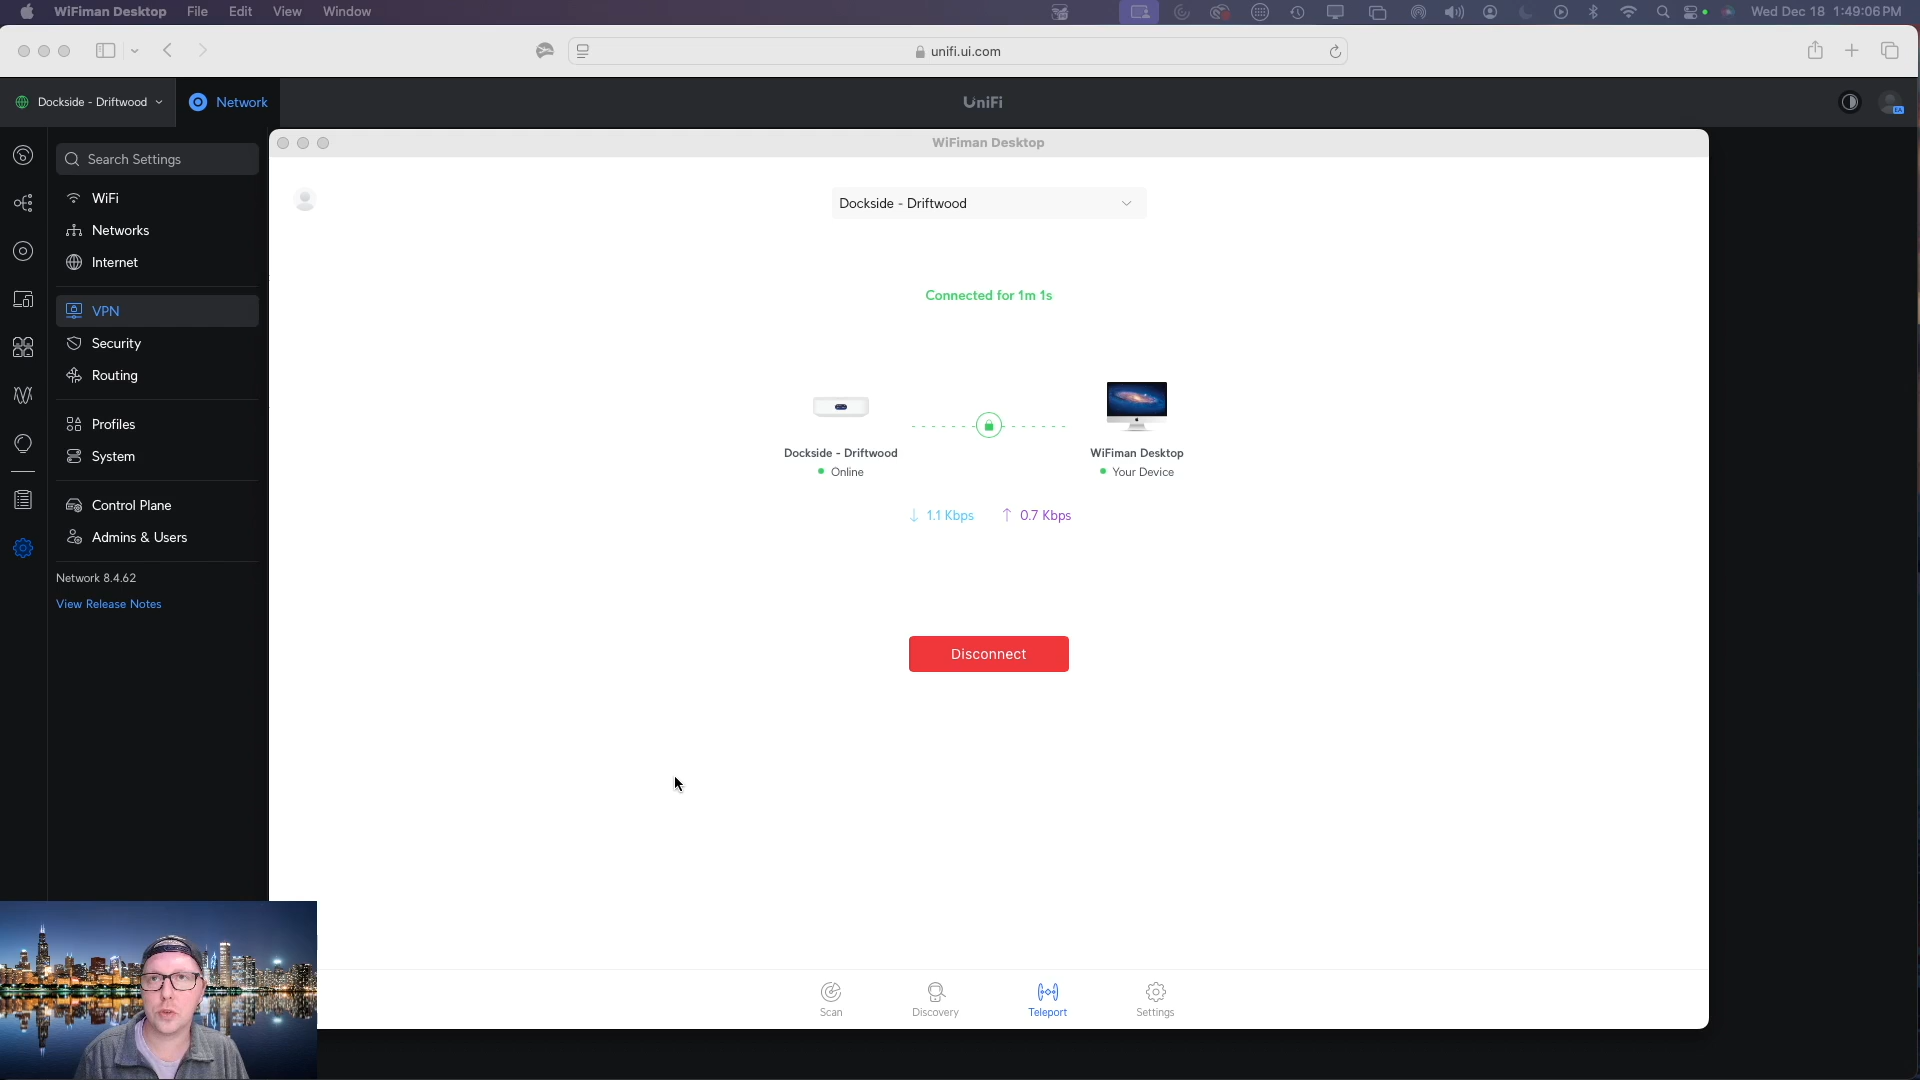 WiFiman Desktop File Edit View Window
Wed Dec 18 1:49:06 PM
unifi.ui.com
Dockside - Driftwood
Network
UniFi
EA
WiFiman Desktop
Search Settings
WiFi
Networks
Internet
VPN
Security
Routing
Profiles
System
Control Plane
Admins & Users
Network 8.4.62
View Release Notes
Dockside - Driftwood
Connected for 1m 1s
Dockside - Driftwood
Online
WiFiman Desktop
Your Device
↓ 1.1 Kbps ↑ 0.7 Kbps
Disconnect
Scan
Discovery
Teleport
Settings